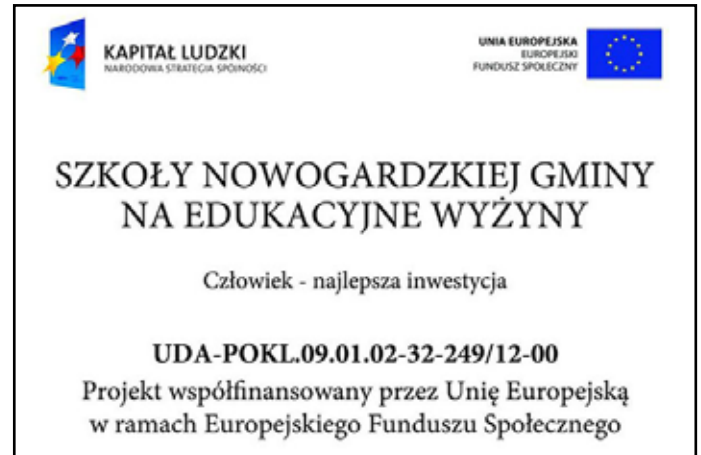 KAPITAŁ LUDZKI
NARODOWA STRATEGIA SPÓJNOŚCI
UNIA EUROPEJSKA
EUROPEJSKI
FUNDUSZ SPOŁECZNY
SZKOŁY NOWOGARDZKIEJ GMINY
NA EDUKACYJNE WYŻYNY
Człowiek - najlepsza inwestycja
UDA-POKL.09.01.02-32-249/12-00
Projekt współfinansowany przez Unię Europejską
w ramach Europejskiego Funduszu Społecznego